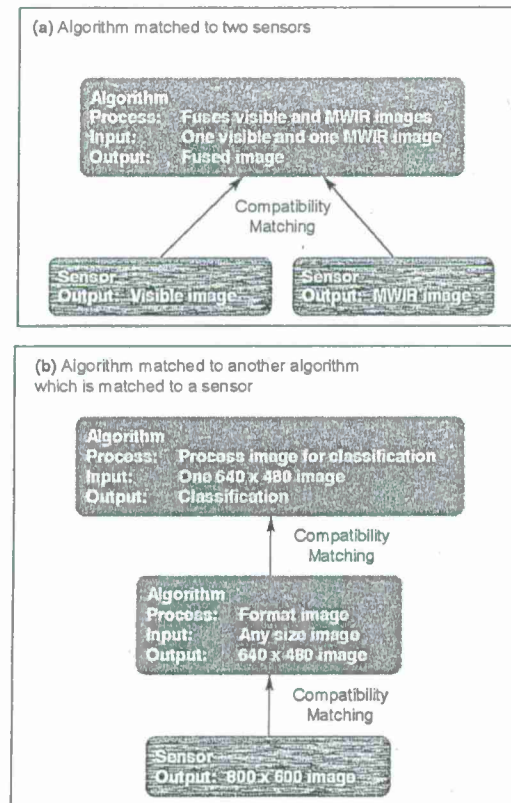 (a) Algorithm matched to two sensors
Algorithm
Process: Fuses visible and MWIR images
Input: One visible and one MWIR image
Output: Fused image
Compatibility
Matching
Sensor
Output: Visible image
Sensor
Output: MWIR image
(b) Algorithm matched to another algorithm
which is matched to a sensor
Algorithm
Process: Process image for classification
Input: One 640 x 480 image
Output: Classification
Compatibility
Matching
Algorithm
Process: Format image
Input: Any size image
Output: 640 x 480 image
Compatibility
Matching
Sensor
Output: 800 x 600 image